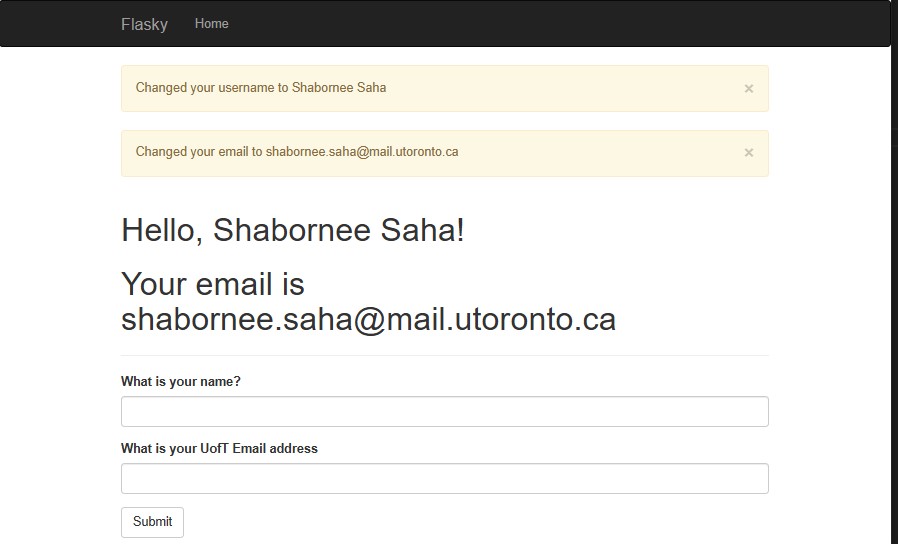 Flasky Home
Changed your username to Shabornee Saha ×
Changed your email to shabornee.saha@mail.utoronto.ca ×
Hello, Shabornee Saha!
Your email is
shabornee.saha@mail.utoronto.ca
What is your name?
What is your UofT Email address
Submit